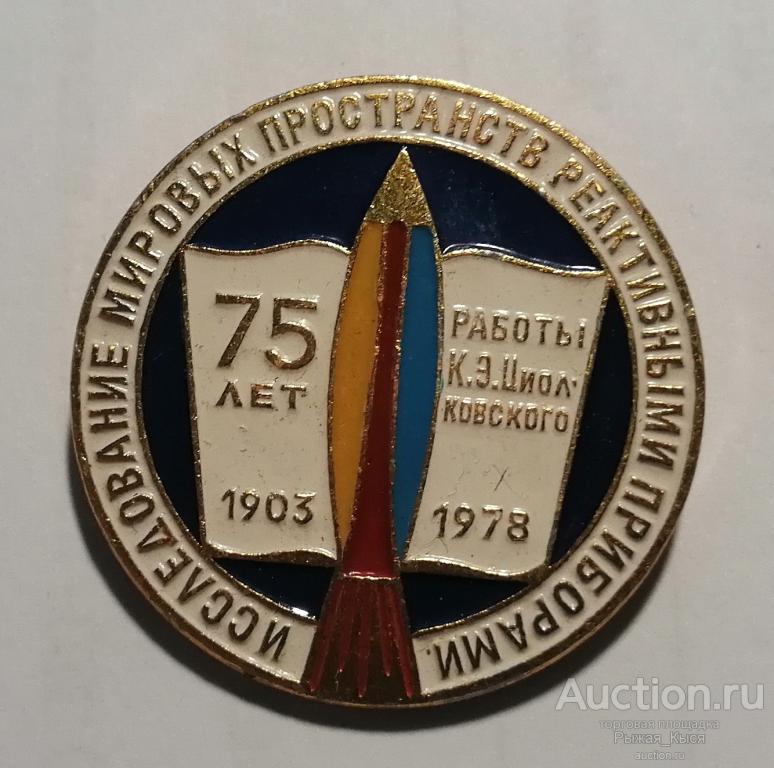 ИССЛЕДОВАНИЕ МИРОВЫХ ПРОСТРАНСТВ РЕАКТИВНЫМИ ПРИБОРАМИ.
75
ЛЕТ
1903
РАБОТЫ
К.Э.Циол-
ковского
1978
Auction.ru
торговая площадка
Рыжая_Кыся
auction.ru